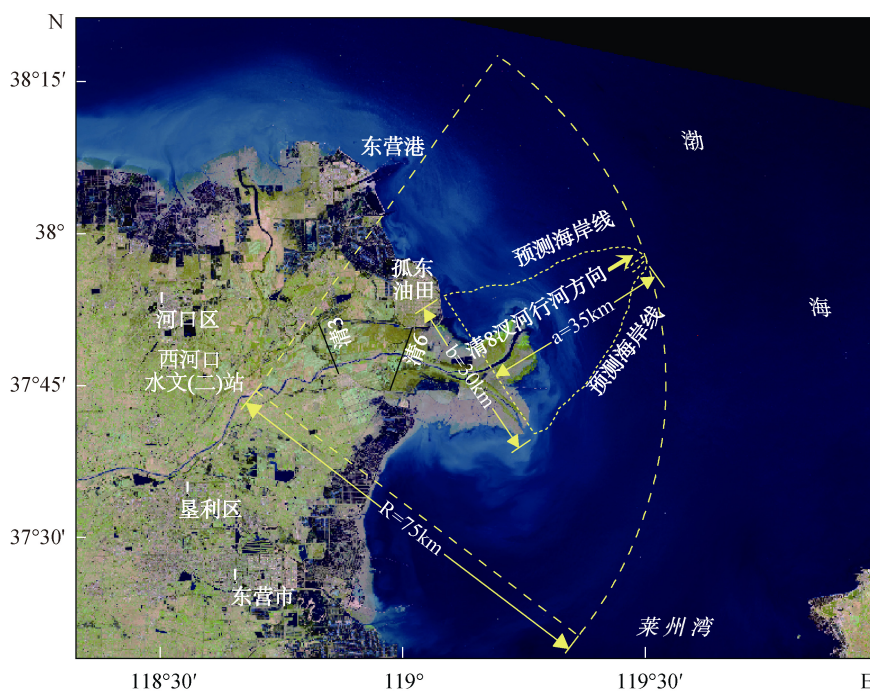 N
38°15′
东营港
渤
38°
预测海岸线
孤东
油田
清8汊河行河方向
海
河口区
清3
a=35km
西河口
水文(二)站
清6
b=30km
预测海岸线
37°45′
垦利区
R=75km
37°30′
东营市
莱州湾
118°30′
119°
119°30′
E